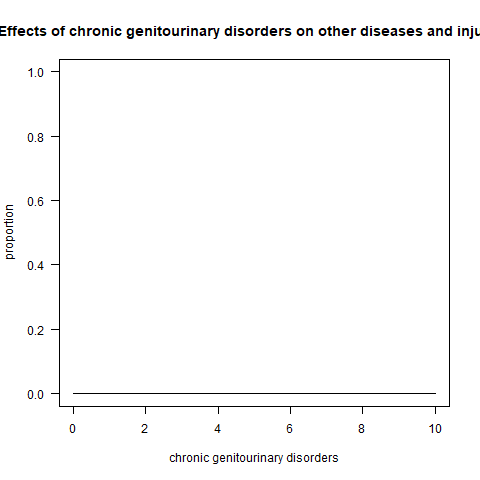 Effects of chronic genitourinary disorders on other diseases and inju
1.0
0.8
0.6
0.4
0.2
0.0
proportion
0 2 4 6 8 10
chronic genitourinary disorders